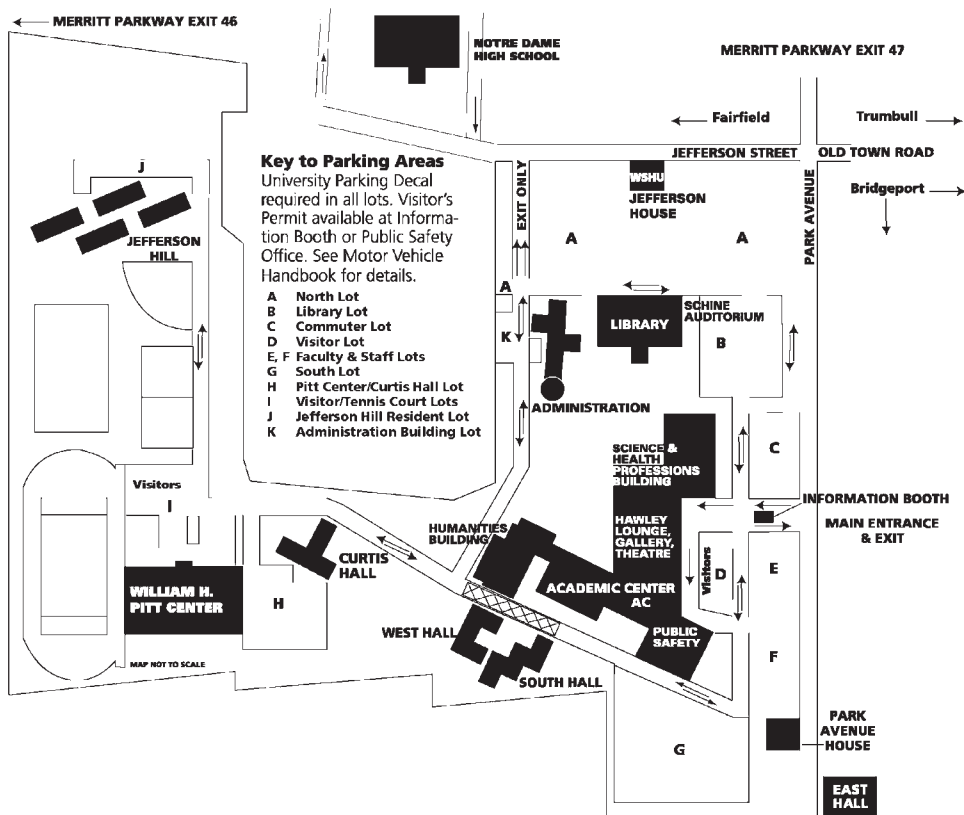 MERRITT PARKWAY EXIT 46
NOTRE DAME
HIGH SCHOOL
MERRITT PARKWAY EXIT 47
Fairfield
Trumbull
JEFFERSON STREET
OLD TOWN ROAD
Bridgeport
PARK AVENUE
EXIT ONLY
WSHU
JEFFERSON
HOUSE
J
JEFFERSON
HILL
Key to Parking Areas
University Parking Decal
required in all lots. Visitor's
Permit available at Informa-
tion Booth or Public Safety
Office. See Motor Vehicle
Handbook for details.
A North Lot
B Library Lot
C Commuter Lot
D Visitor Lot
E, F Faculty & Staff Lots
G South Lot
H Pitt Center/Curtis Hall Lot
I Visitor/Tennis Court Lots
J Jefferson Hill Resident Lot
K Administration Building Lot
A
A
A
K
LIBRARY
SCHINE
AUDITORIUM
B
ADMINISTRATION
SCIENCE &
HEALTH
PROFESSIONS
BUILDING
C
INFORMATION BOOTH
MAIN ENTRANCE
& EXIT
Visitors
I
HUMANITIES
BUILDING
HAWLEY
LOUNGE,
GALLERY,
THEATRE
Visitors
D
E
CURTIS
HALL
WILLIAM H.
PITT CENTER
H
ACADEMIC CENTER
AC
WEST HALL
PUBLIC
SAFETY
F
MAP NOT TO SCALE
SOUTH HALL
PARK
AVENUE
HOUSE
G
EAST
HALL